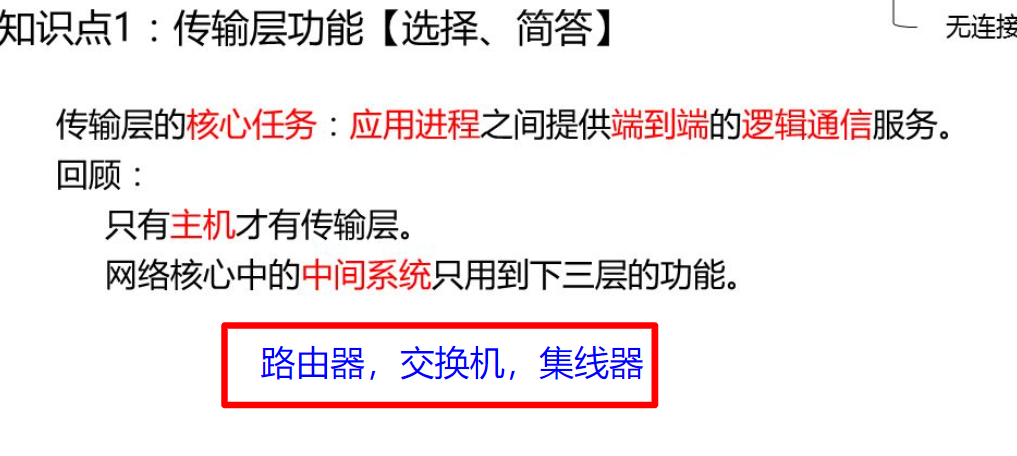 知识点1：传输层功能【选择、简答】
无连接
传输层的核心任务：应用进程之间提供端到端的逻辑通信服务。
回顾：
只有主机才有传输层。
网络核心中的中间系统只用到下三层的功能。
路由器，交换机，集线器